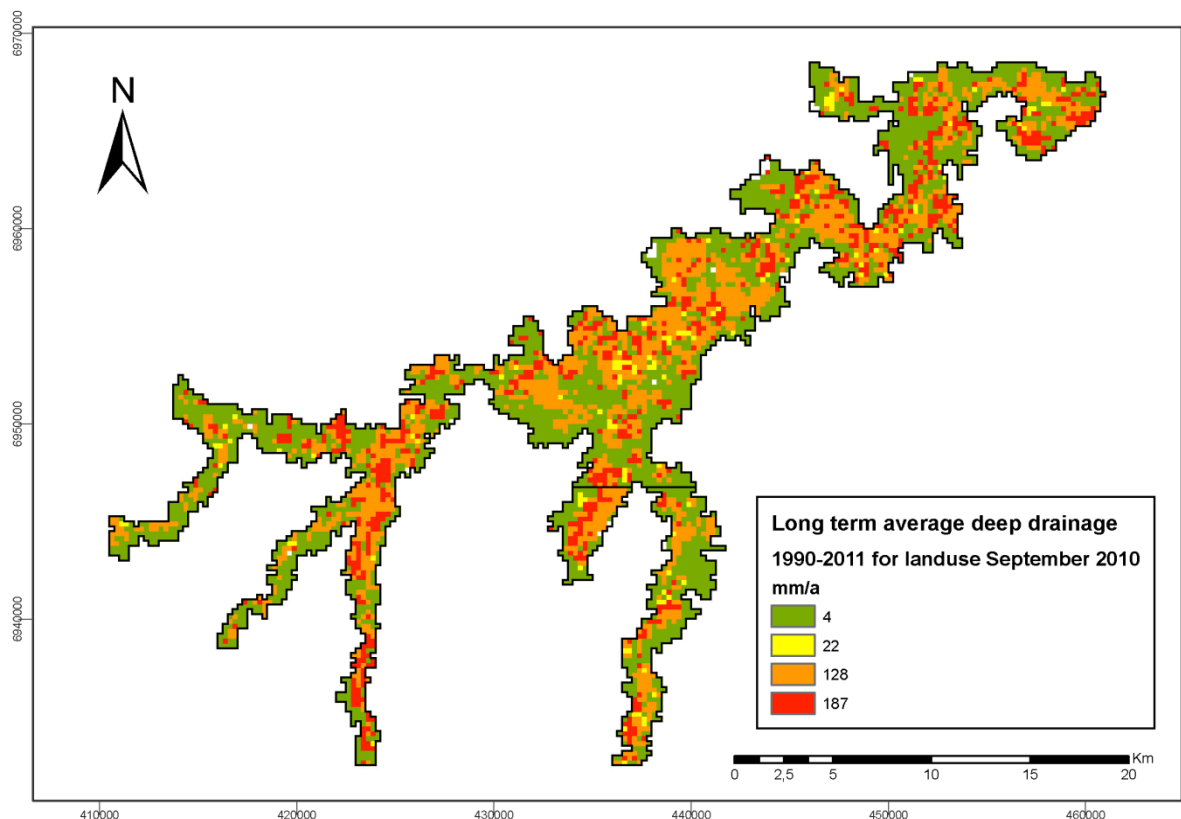 6970000
N
6960000
6950000
6940000
Long term average deep drainage
1990-2011 for landuse September 2010
mm/a
4
22
128
187
Km
0 2,5 5 10 15 20
410000 420000 430000 440000 450000 460000